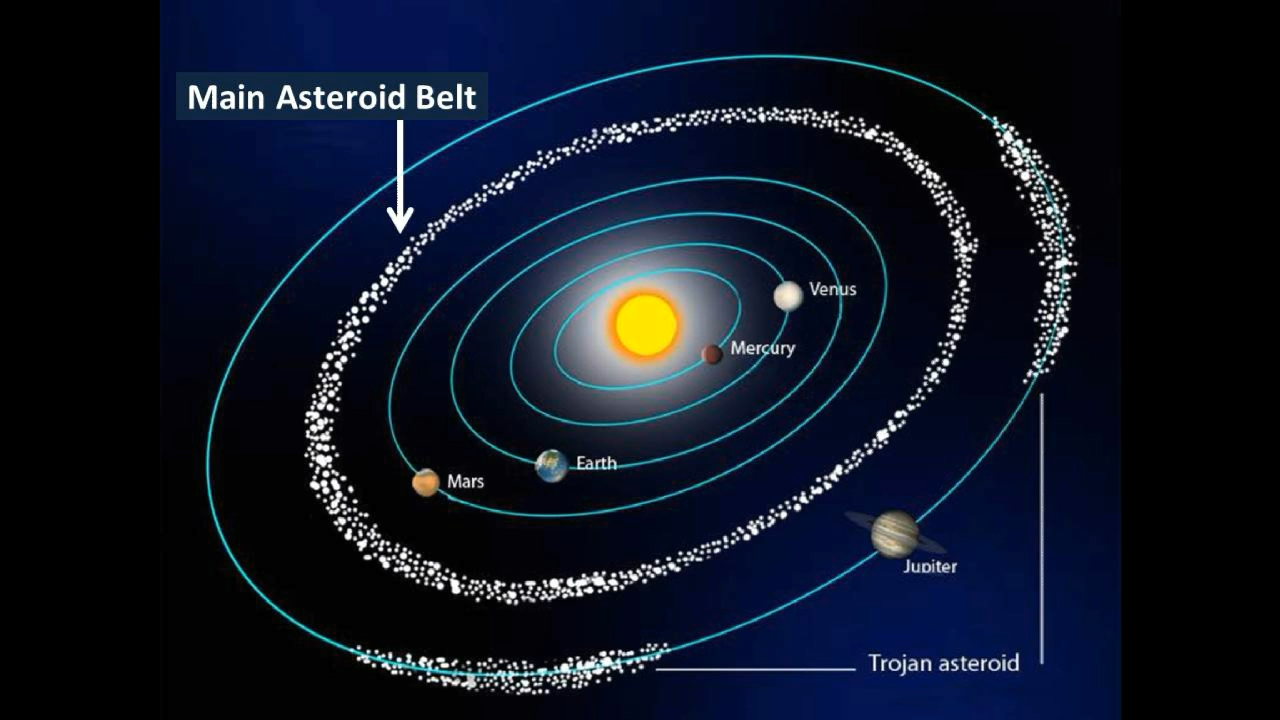 Main Asteroid Belt
Venus
Mercury
Earth
Mars
Jupiter
Trojan asteroid